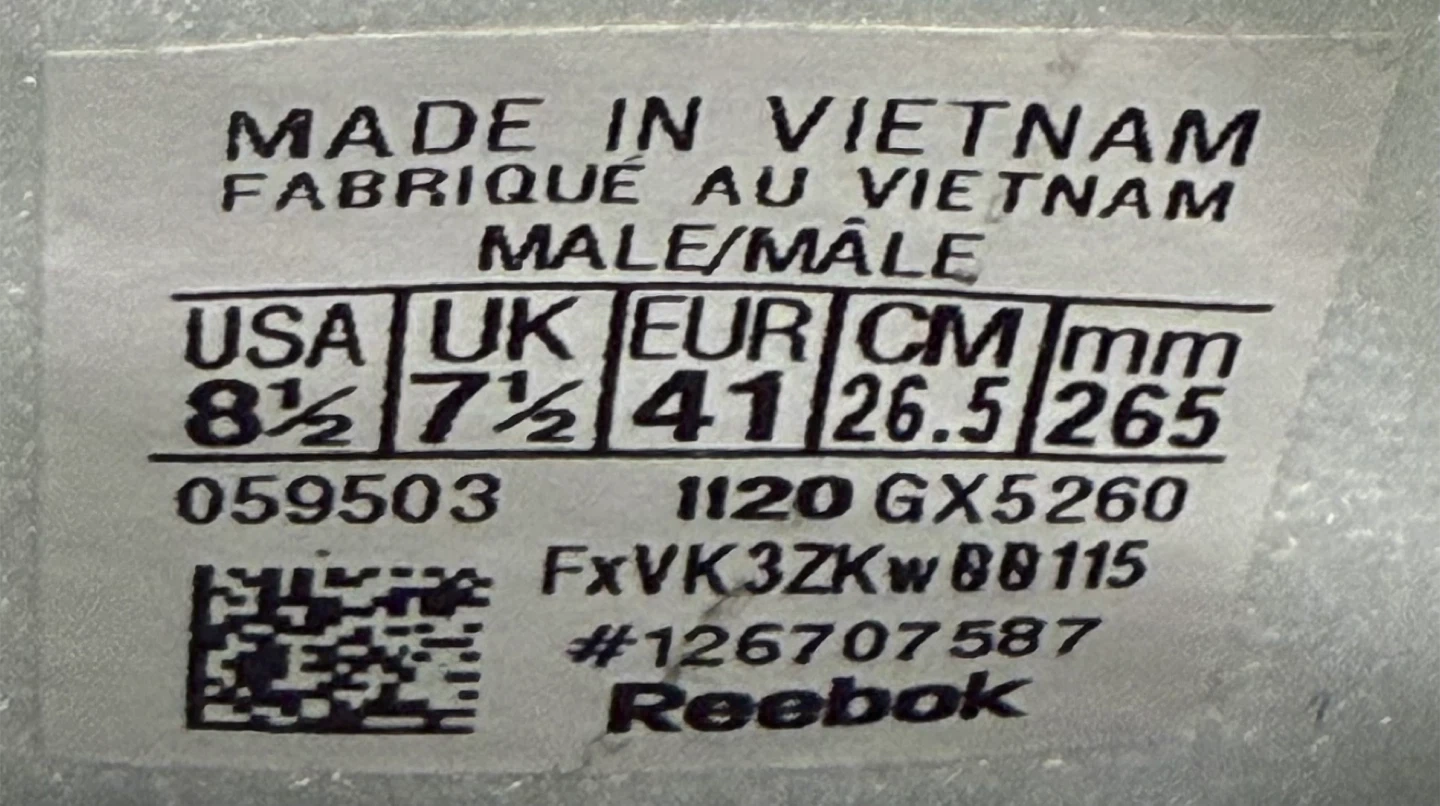 MADE IN VIETNAM
FABRIQUÉ AU VIETNAM
MALE/MÂLE
USA UK EUR CM mm
8½ 7½ 41 26.5 265
059503 1120 GX5260
FxVK3ZKw00115
#126707587
Reebok